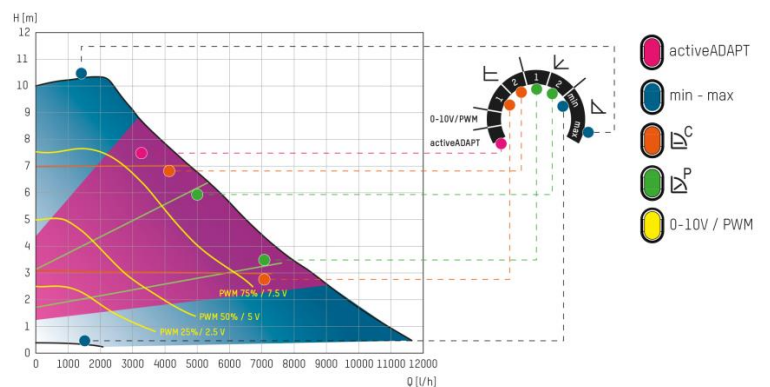 H [m]
12
11
10
9
8
7
6
5
4
3
2
1
0
0 1000 2000 3000 4000 5000 6000 7000 8000 9000 10000 11000 12000
Q [l/h]
PWM 75% / 7.5 V
PWM 50% / 5 V
PWM 25% / 2.5 V
1 2 1 2 min max
0-10V/PWM
activeADAPT
activeADAPT
min - max
C
P
0-10V / PWM